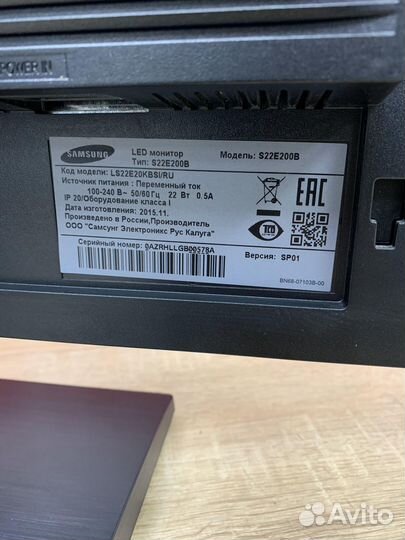 POWER IN
SAMSUNG
LED монитор
Тип: S22E200B
Модель: S22E200B
Код модели: LS22E20KBSI/RU
Источник питания : Переменный ток
100-240 В~ 50/60 Гц 22 Вт 0.5A
IP 20/Оборудование класса I
Дата изготовления: 2015.11.
Произведено в России,Производитель:
ООО "Самсунг Электроникс Рус Калуга"
EAC
TCO
Серийный номер: 0AZRHLLGB00578A
Версия: SP01
BN68-07103B-00
Avito